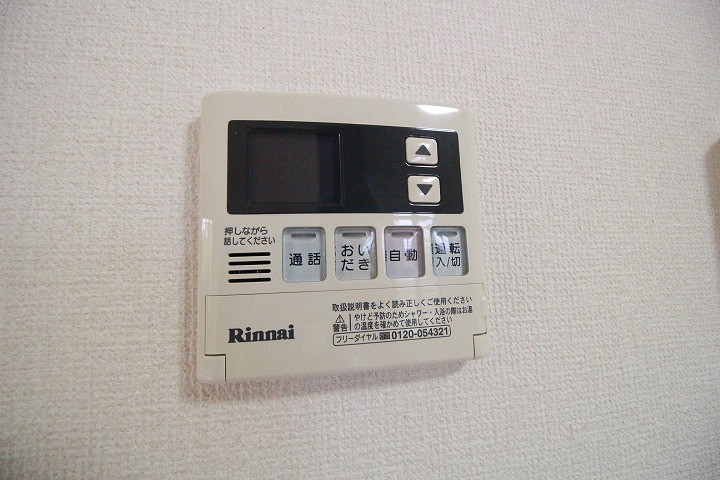 ▲
▼
押しながら
話してください
通話
おい
だき
自動
運転
入/切
取扱説明書をよく読み正しくご使用ください
警告 やけど予防のためシャワー・入浴の際はお湯
の温度を確かめて使用してください
フリーダイヤル 0120-054321
Rinnai